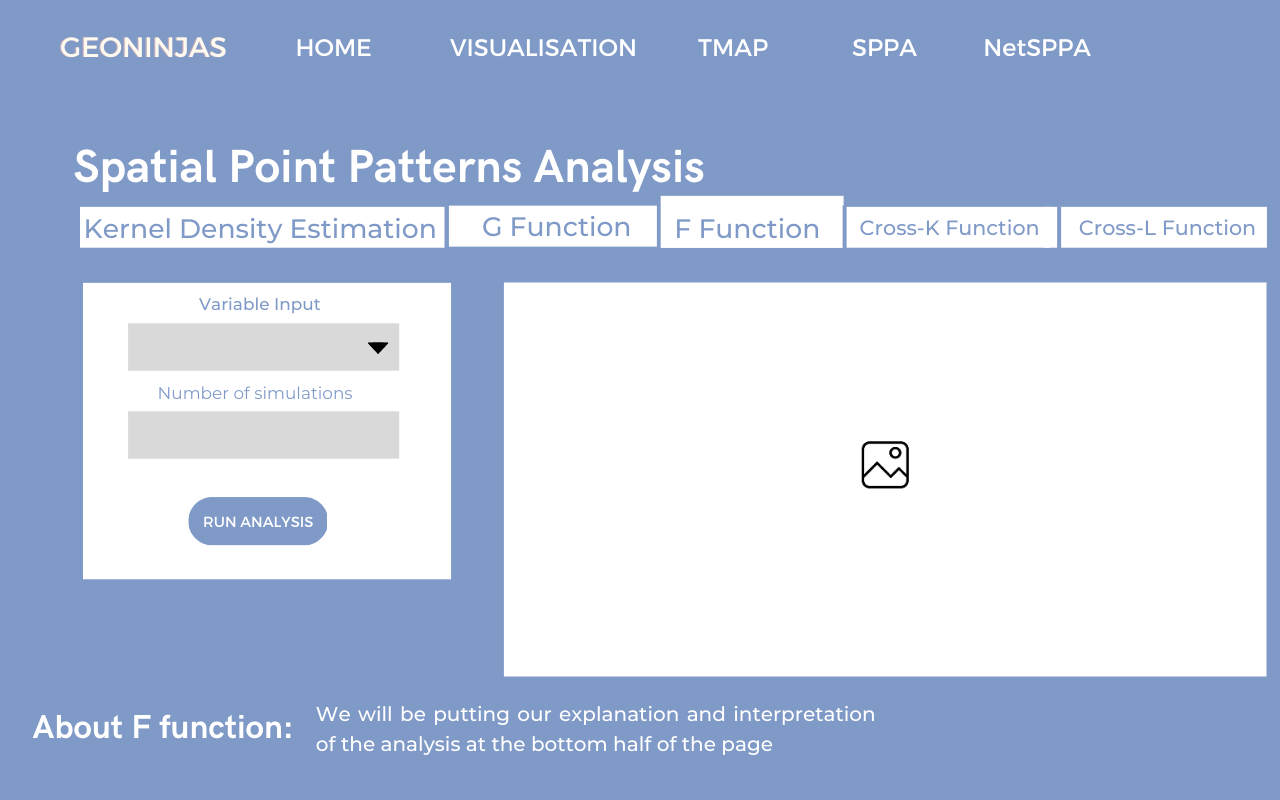 GEONINJAS HOME VISUALISATION TMAP SPPA NetSPPA
Spatial Point Patterns Analysis
Kernel Density Estimation G Function F Function Cross-K Function Cross-L Function
Variable Input
Number of simulations
RUN ANALYSIS
About F function:
We will be putting our explanation and interpretation
of the analysis at the bottom half of the page